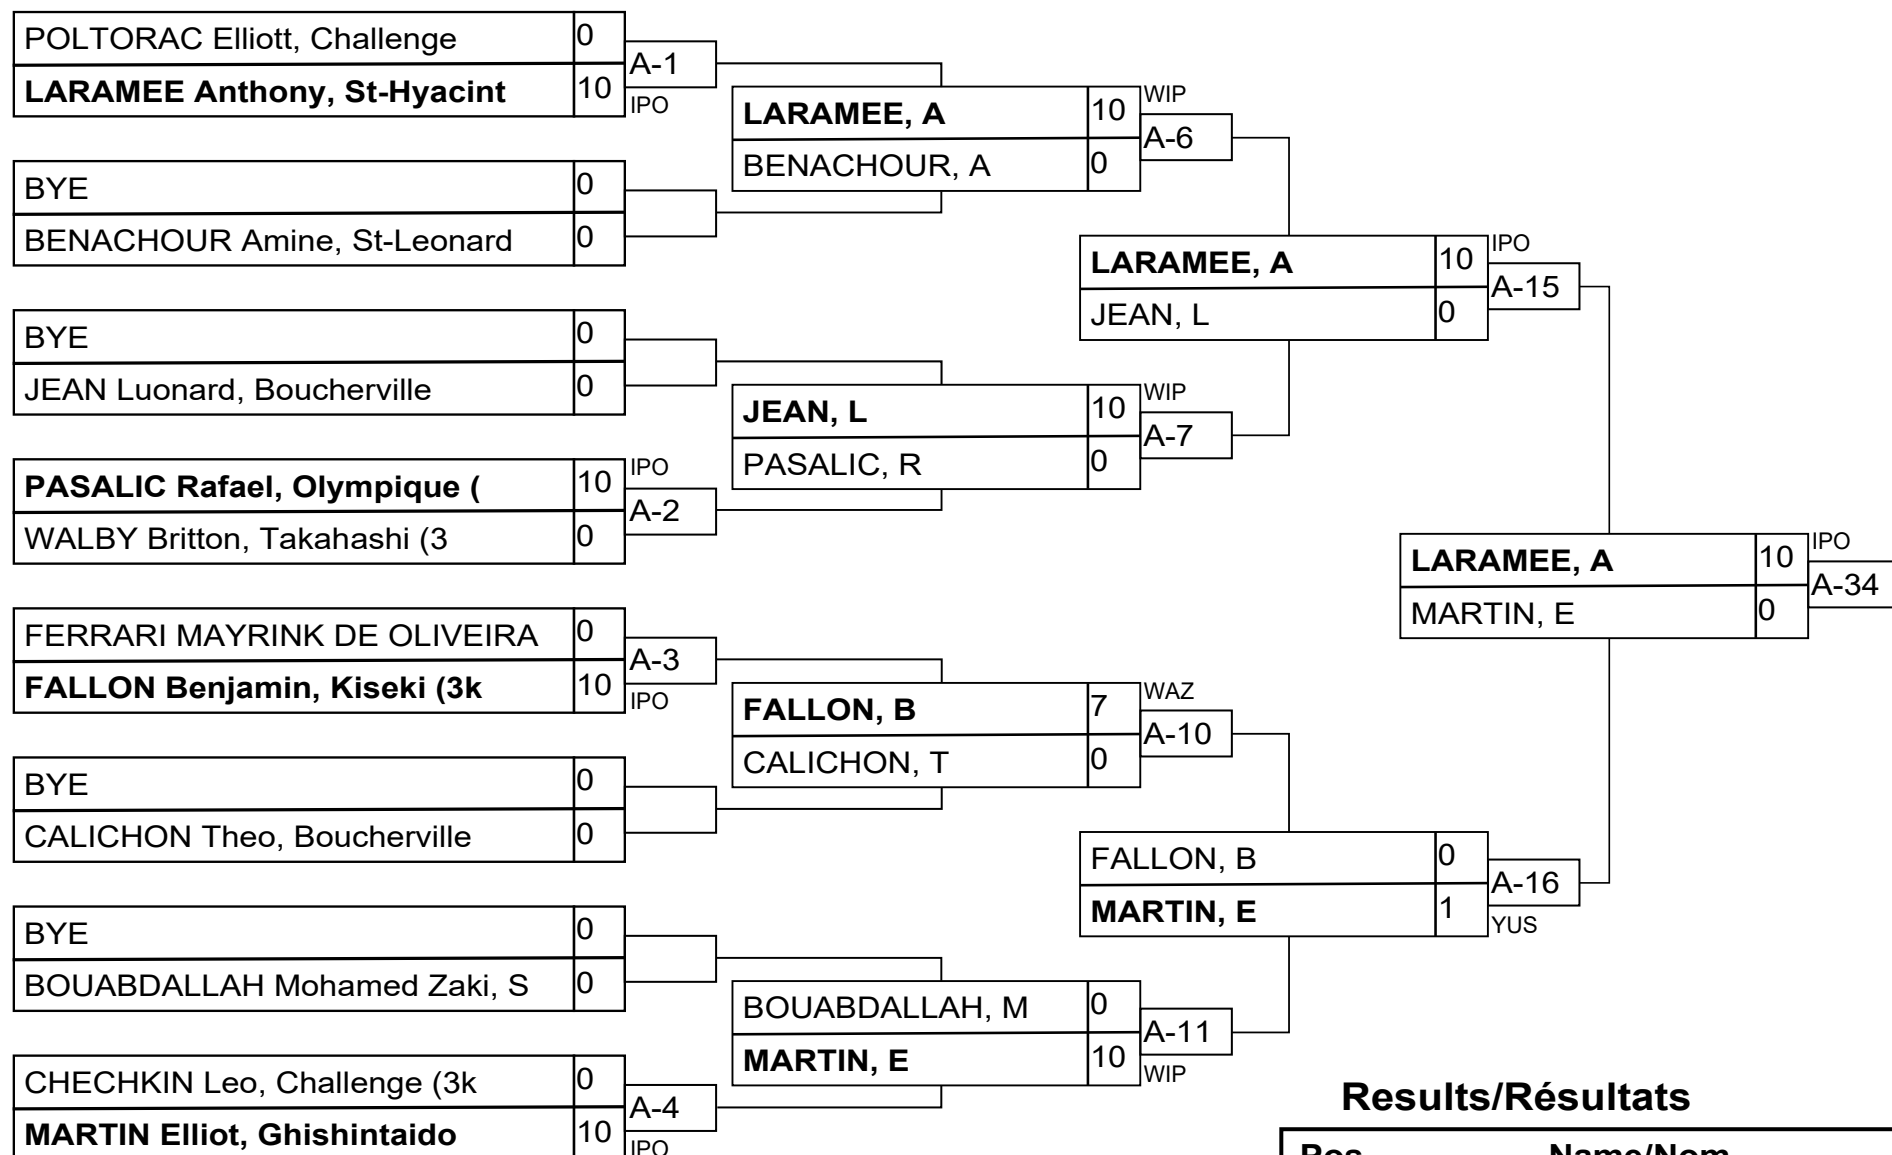 POLTORAC Elliott, Challenge 0
A-1
LARAMEE Anthony, St-Hyacint 10
IPO
BYE 0
BENACHOUR Amine, St-Leonard 0
BYE 0
JEAN Luonard, Boucherville 0
PASALIC Rafael, Olympique ( 10
IPO
A-2
WALBY Britton, Takahashi (3 0
FERRARI MAYRINK DE OLIVEIRA 0
A-3
FALLON Benjamin, Kiseki (3k 10
IPO
BYE 0
CALICHON Theo, Boucherville 0
BYE 0
BOUABDALLAH Mohamed Zaki, S 0
CHECHKIN Leo, Challenge (3k 0
A-4
MARTIN Elliot, Ghishintaido 10
IPO
LARAMEE, A 10
WIP
A-6
BENACHOUR, A 0
JEAN, L 10
WIP
A-7
PASALIC, R 0
FALLON, B 7
WAZ
A-10
CALICHON, T 0
BOUABDALLAH, M 0
A-11
MARTIN, E 10
WIP
LARAMEE, A 10
IPO
A-15
JEAN, L 0
FALLON, B 0
A-16
MARTIN, E 1
YUS
LARAMEE, A 10
IPO
A-34
MARTIN, E 0
Results/Résultats
Pos Name/Nom